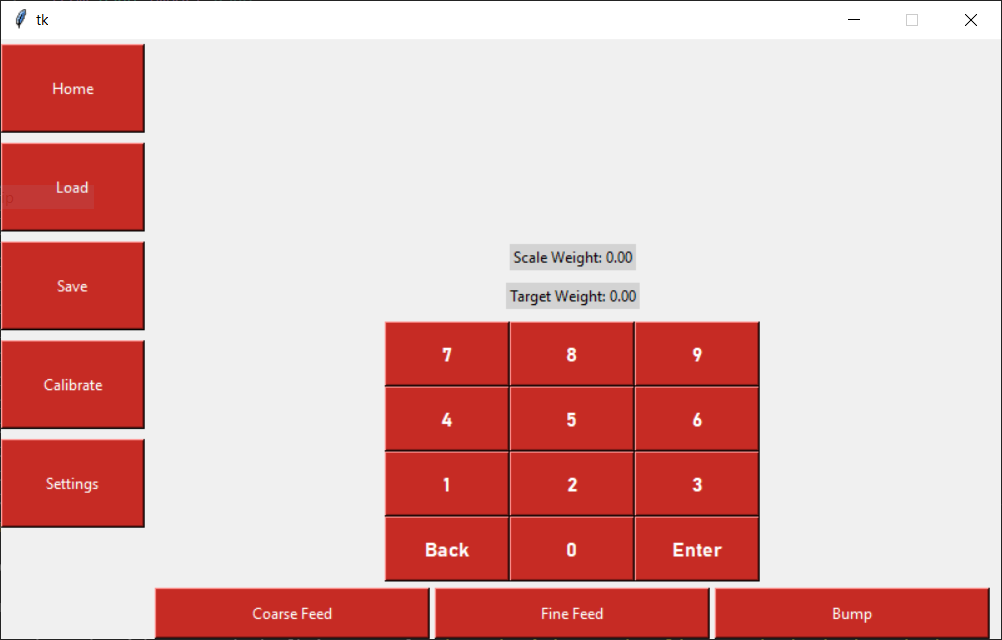 tk
Home
Load
p
Save
Calibrate
Settings
Scale Weight: 0.00
Target Weight: 0.00
7 8 9
4 5 6
1 2 3
Back 0 Enter
Coarse Feed Fine Feed Bump